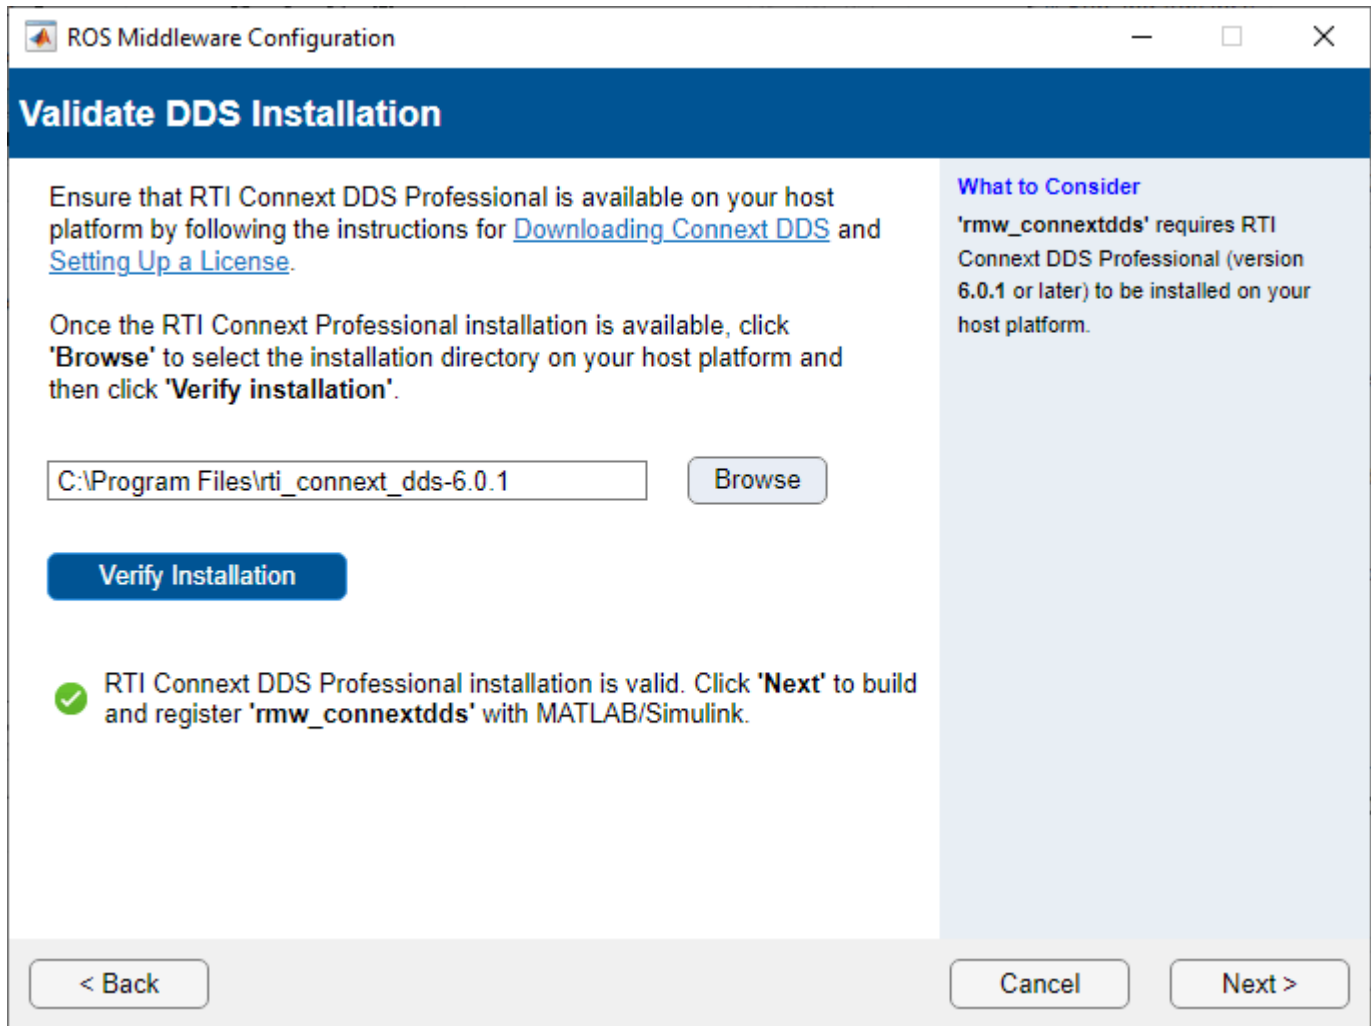 ROS Middleware Configuration
Validate DDS Installation
Ensure that RTI Connext DDS Professional is available on your host
platform by following the instructions for Downloading Connext DDS and
Setting Up a License.
Once the RTI Connext Professional installation is available, click
'Browse' to select the installation directory on your host platform and
then click 'Verify installation'.
C:\Program Files\rti_connext_dds-6.0.1
Browse
Verify Installation
RTI Connext DDS Professional installation is valid. Click 'Next' to build
and register 'rmw_connextdds' with MATLAB/Simulink.
What to Consider
'rmw_connextdds' requires RTI
Connext DDS Professional (version
6.0.1 or later) to be installed on your
host platform.
< Back
Cancel
Next >